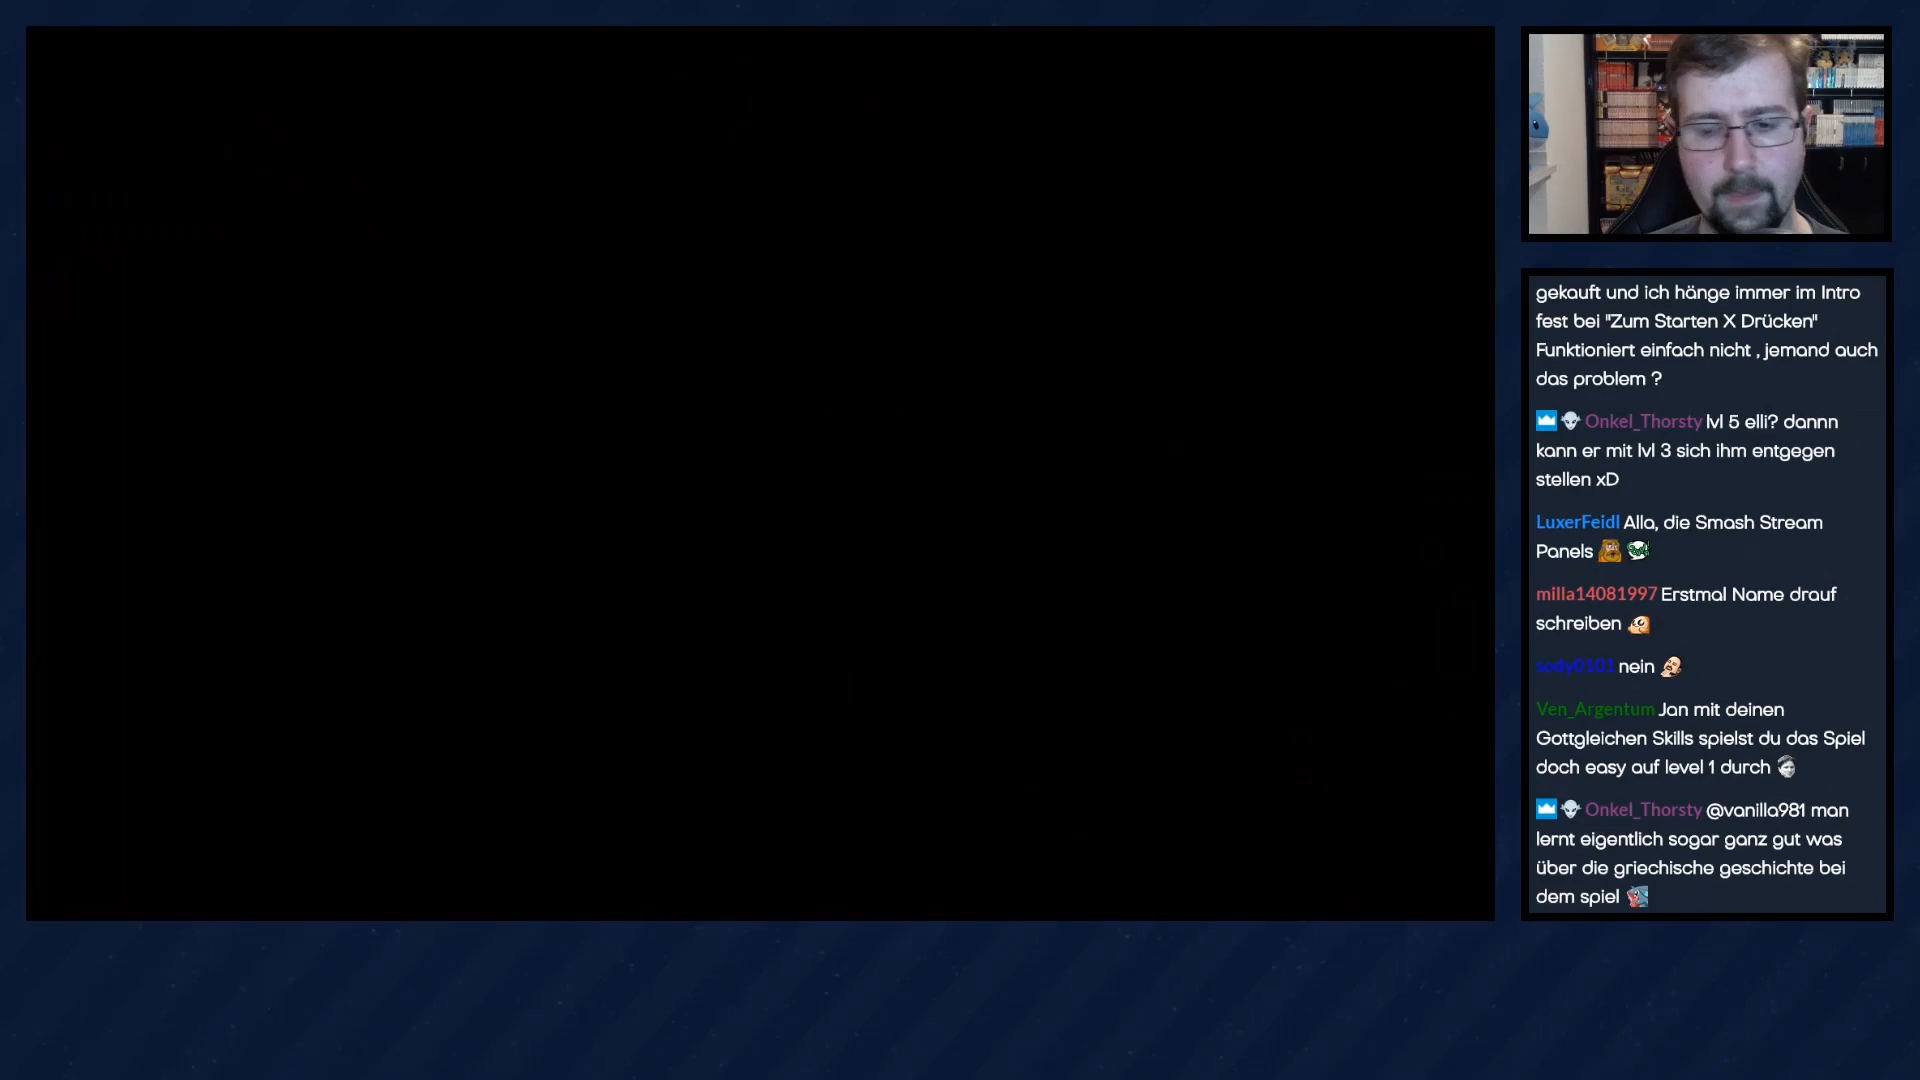 gekauft und ich hänge immer im Intro
fest bei "Zum Starten X Drücken"
Funktioniert einfach nicht , jemand auch
das problem ?
Onkel_Thorsty lvl 5 elli? dannn
kann er mit lvl 3 sich ihm entgegen
stellen xD
LuxerFeidl Alla, die Smash Stream
Panels
milla14081997 Erstmal Name drauf
schreiben
sody0101 nein
Ven_Argentum Jan mit deinen
Gottgleichen Skills spielst du das Spiel
doch easy auf level 1 durch
Onkel_Thorsty @vanilla981 man
lernt eigentlich sogar ganz gut was
über die griechische geschichte bei
dem spiel